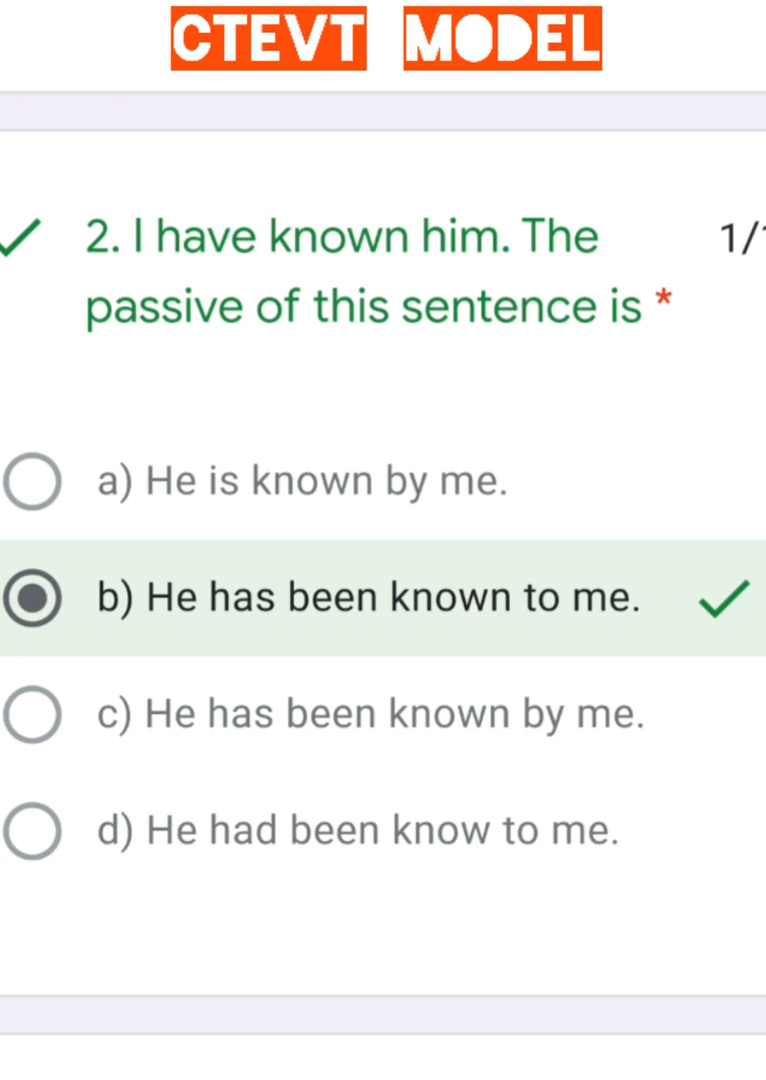 CTEVT MODEL
2. I have known him. The
1/
passive of this sentence is *
a) He is known by me.
b) He has been known to me.
c) He has been known by me.
d) He had been know to me.